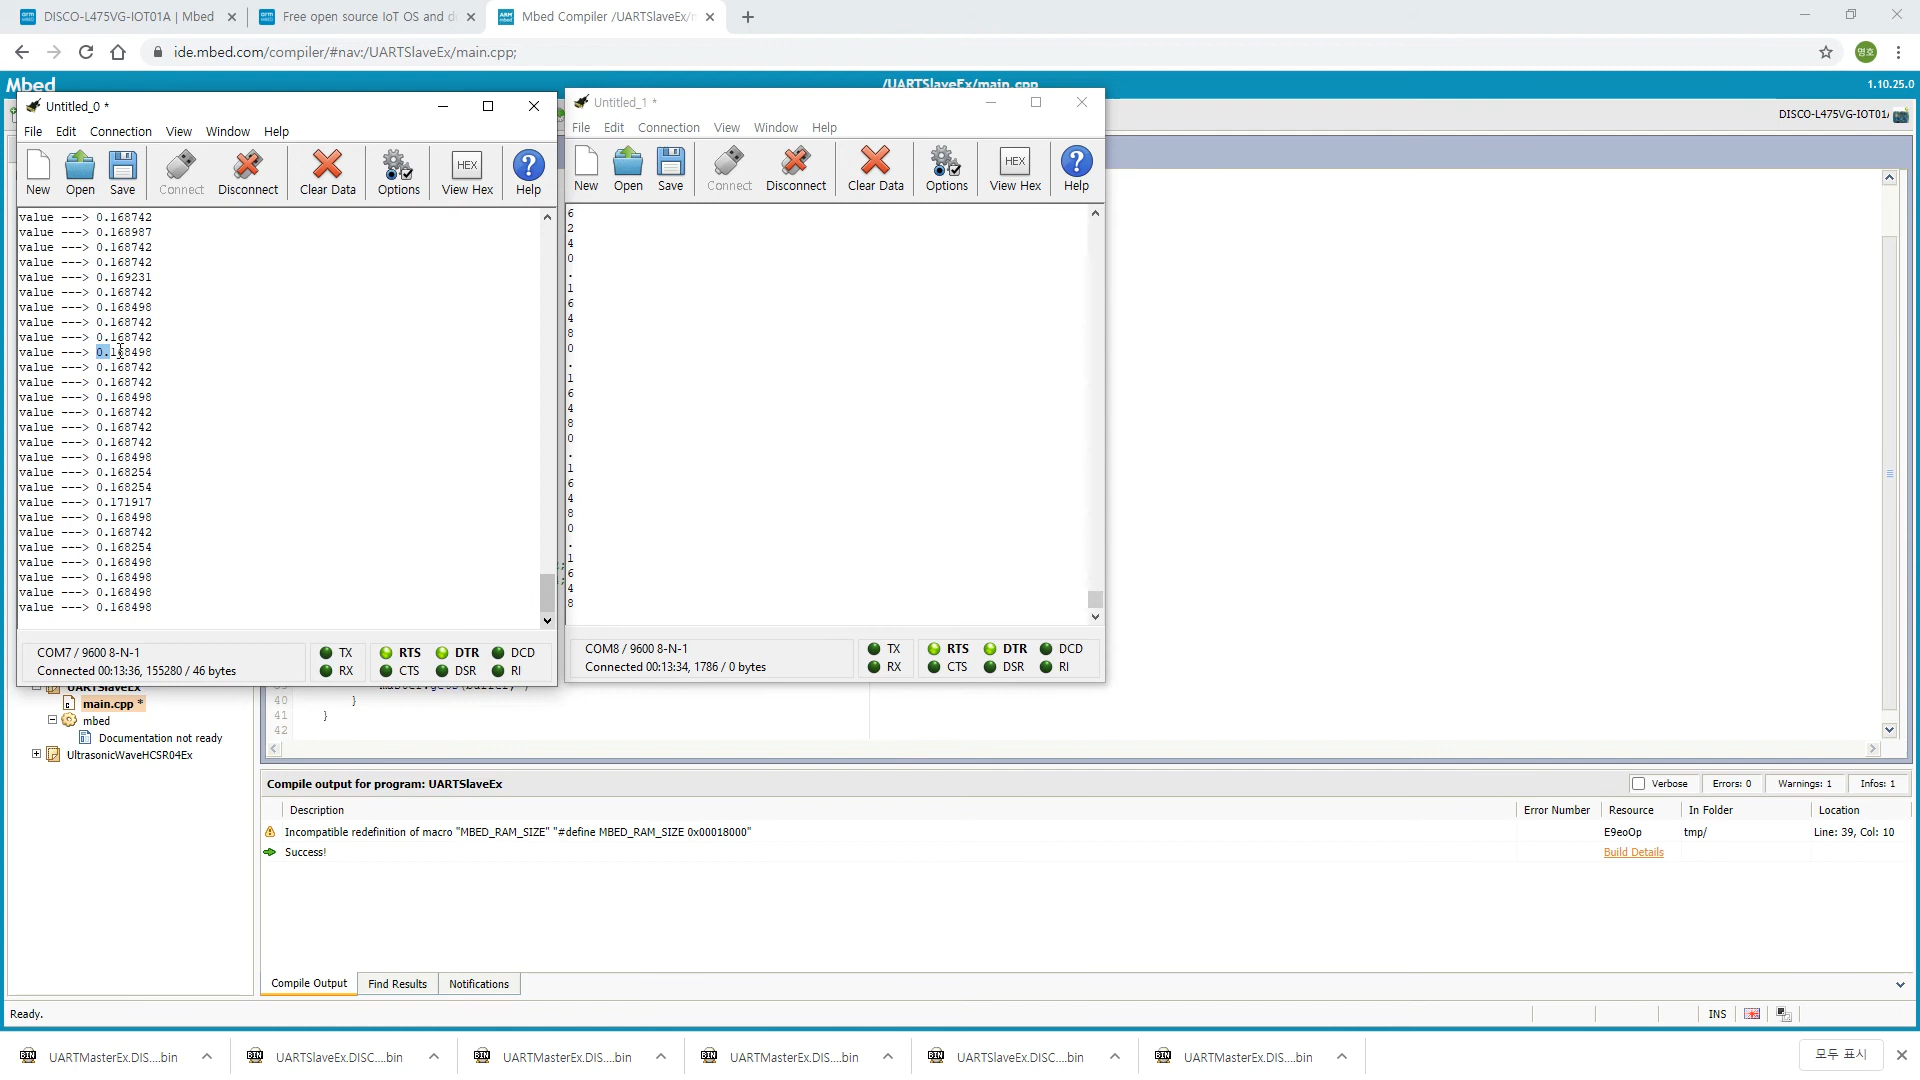 DISCO-L475VG-IOT01A | Mbed
Free open source IoT OS and d
Mbed Compiler /UARTSlaveEx/m
ide.mbed.com/compiler/#nav:/UARTSlaveEx/main.cpp;
명호
Mbed
/UARTSlaveEx/main.cpp
1.10.25.0
DISCO-L475VG-IOT01
Untitled_0 *
File Edit Connection View Window Help
New Open Save Connect Disconnect Clear Data Options View Hex Help
HEX
value ---> 0.168742
value ---> 0.168987
value ---> 0.168742
value ---> 0.168742
value ---> 0.169231
value ---> 0.168742
value ---> 0.168498
value ---> 0.168742
value ---> 0.168742
value ---> 0.168498
value ---> 0.168742
value ---> 0.168742
value ---> 0.168498
value ---> 0.168742
value ---> 0.168742
value ---> 0.168742
value ---> 0.168498
value ---> 0.168254
value ---> 0.168254
value ---> 0.171917
value ---> 0.168498
value ---> 0.168742
value ---> 0.168254
value ---> 0.168498
value ---> 0.168498
value ---> 0.168498
value ---> 0.168498
COM7 / 9600 8-N-1
Connected 00:13:36, 155280 / 46 bytes
TX RTS DTR DCD
RX CTS DSR RI
Untitled_1 *
File Edit Connection View Window Help
New Open Save Connect Disconnect Clear Data Options View Hex Help
HEX
6
2
4
0
.
1
6
4
8
0
.
1
6
4
8
0
.
1
6
4
8
0
.
1
6
4
8
COM8 / 9600 8-N-1
Connected 00:13:34, 1786 / 0 bytes
TX RTS DTR DCD
RX CTS DSR RI
UARTSlaveEx
main.cpp *
mbed
Documentation not ready
UltrasonicWaveHCSR04Ex
40 }
41 }
42
Compile output for program: UARTSlaveEx
Verbose Errors: 0 Warnings: 1 Infos: 1
Description Error Number Resource In Folder Location
Incompatible redefinition of macro "MBED_RAM_SIZE" "#define MBED_RAM_SIZE 0x00018000" E9eoOp tmp/ Line: 39, Col: 10
Success! Build Details
Compile Output Find Results Notifications
Ready.
INS
UARTMasterEx.DIS....bin
UARTSlaveEx.DISC....bin
UARTMasterEx.DIS....bin
UARTMasterEx.DIS....bin
UARTSlaveEx.DISC....bin
UARTMasterEx.DIS....bin
모두 표시